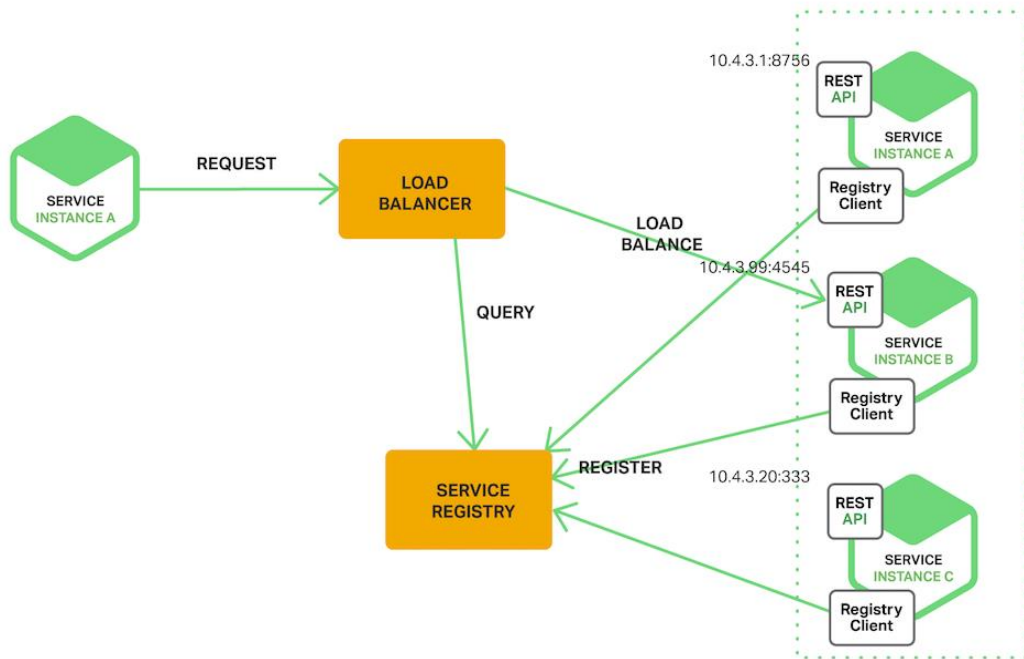 10.4.3.1:8756
REST
API
SERVICE
INSTANCE A
Registry
Client
SERVICE
INSTANCE A
REQUEST
LOAD
BALANCER
LOAD
BALANCE
10.4.3.99:4545
REST
API
SERVICE
INSTANCE B
Registry
Client
QUERY
SERVICE
REGISTRY
REGISTER
10.4.3.20:333
REST
API
SERVICE
INSTANCE C
Registry
Client